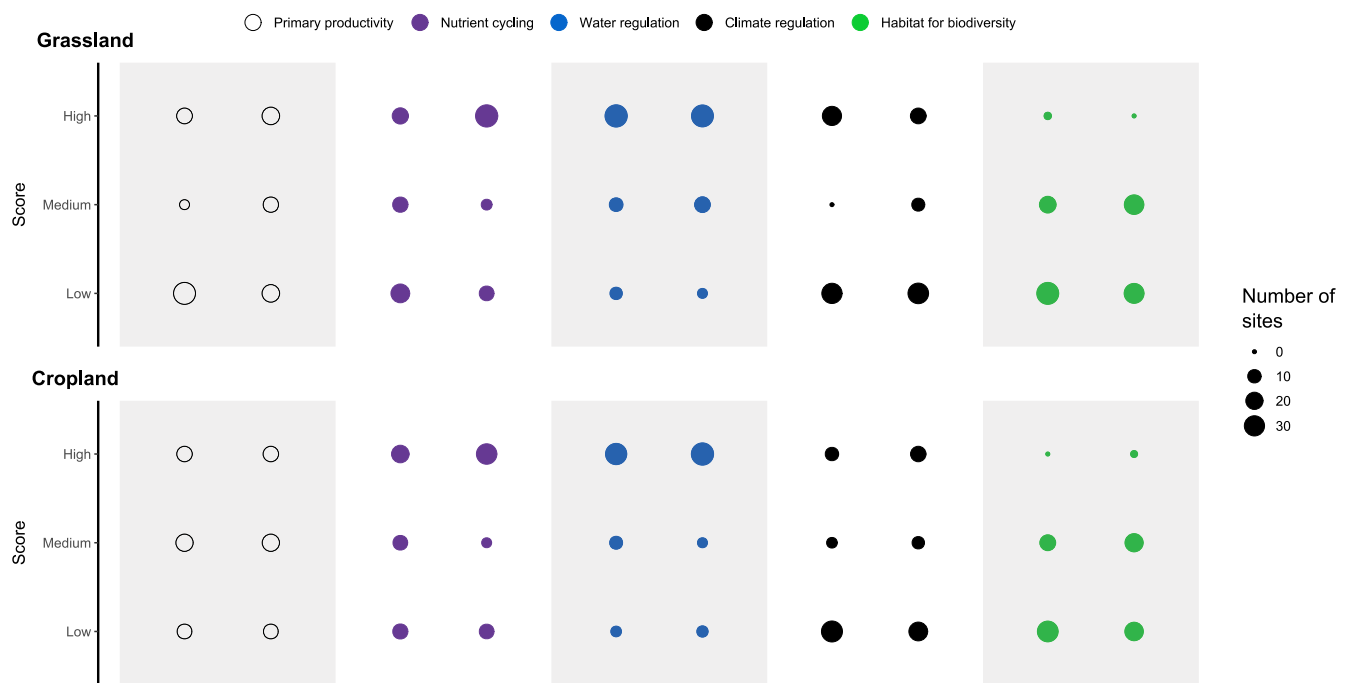 Primary productivity Nutrient cycling Water regulation Climate regulation Habitat for biodiversity
Grassland
Score
High
Medium
Low
Cropland
Score
High
Medium
Low
Number of
sites
0
10
20
30